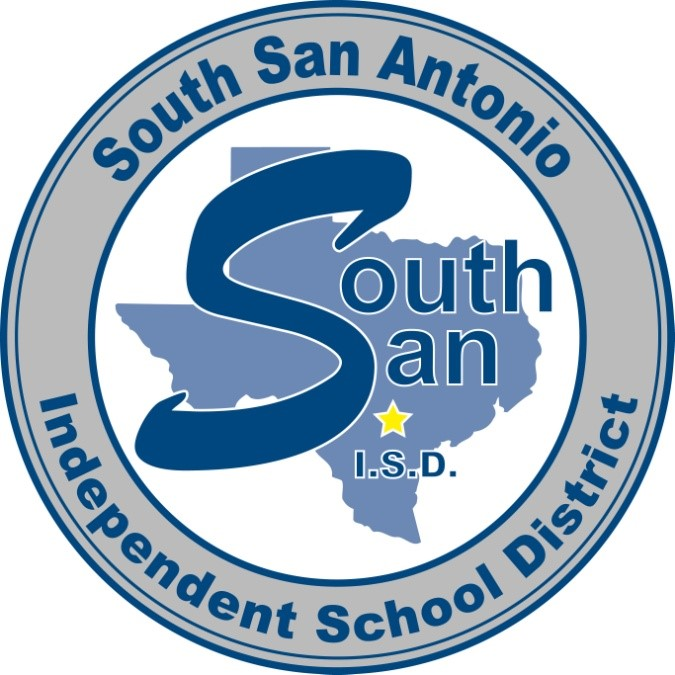 South San Antonio
South
San
I.S.D.
Independent School District